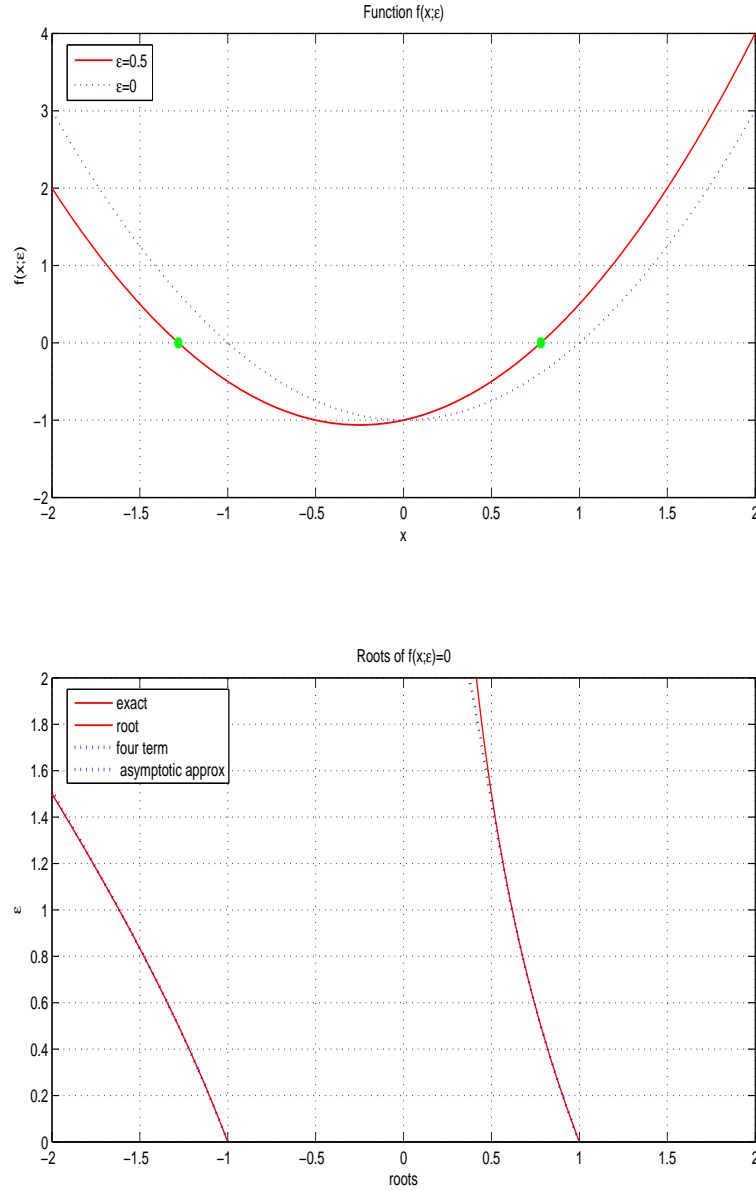 Function f(x;ε)
4
3
2
1
0
−1
−2
ε=0.5
ε=0
f(x;ε)
−2 −1.5 −1 −0.5 0 0.5 1 1.5 2
x
Roots of f(x;ε)=0
2
1.8
1.6
1.4
1.2
1
0.8
0.6
0.4
0.2
0
exact
root
four term
asymptotic approx
ε
−2 −1.5 −1 −0.5 0 0.5 1 1.5 2
roots